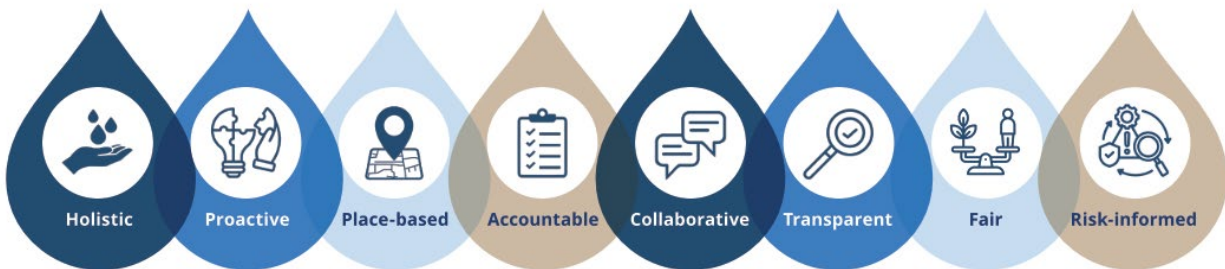 Holistic
Proactive
Place-based
Accountable
Collaborative
Transparent
Fair
Risk-informed